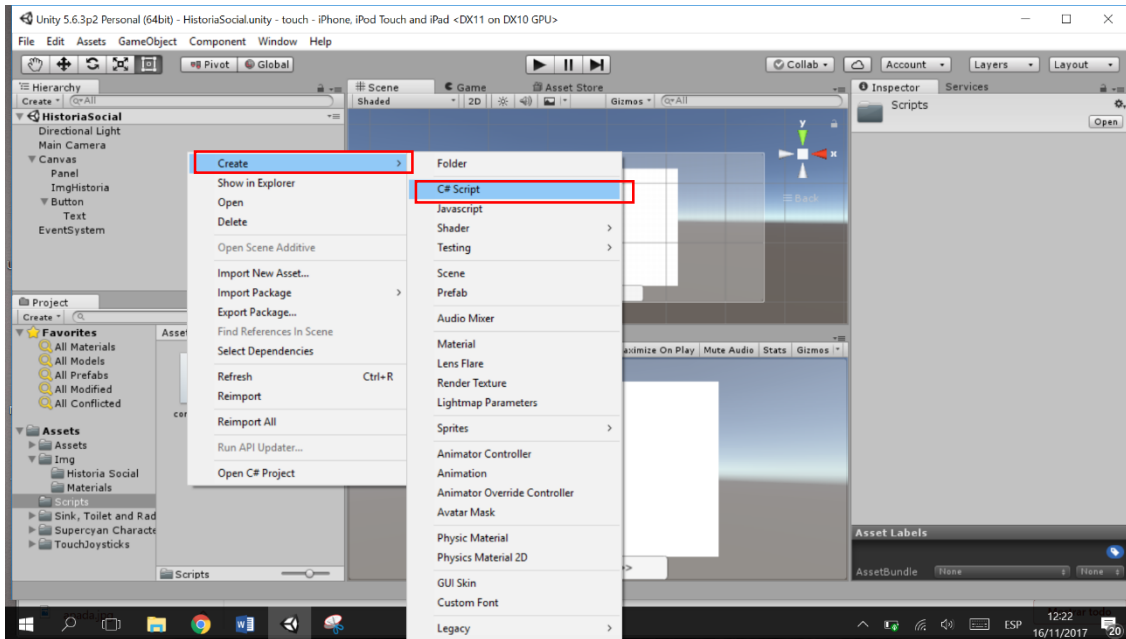 Unity 5.6.3p2 Personal (64bit) - HistoriaSocial.unity - touch - iPhone, iPod Touch and iPad <DX11 on DX10 GPU>
File Edit Assets GameObject Component Window Help
Pivot Global
Collab Account Layers Layout
Hierarchy
Create All
HistoriaSocial
Directional Light
Main Camera
Canvas
Panel
ImgHistoria
Button
Text
EventSystem
Scene Game Asset Store
Shaded 2D Gizmos All
y
x
Back
Inspector Services
Scripts
Open
Create
Show in Explorer
Open
Delete
Open Scene Additive
Import New Asset...
Import Package
Export Package...
Find References In Scene
Select Dependencies
Refresh Ctrl+R
Reimport
Reimport All
Run API Updater...
Open C# Project
Folder
C# Script
Javascript
Shader
Testing
Scene
Prefab
Audio Mixer
Material
Lens Flare
Render Texture
Lightmap Parameters
Sprites
Animator Controller
Animation
Animator Override Controller
Avatar Mask
Physic Material
Physics Material 2D
GUI Skin
Custom Font
Legacy
Project
Create
Favorites
All Materials
All Models
All Prefabs
All Modified
All Conflicted
Assets
Assets
Img
Historia Social
Materials
Scripts
Sink, Toilet and Rad
Supercyan Characte
TouchJoysticks
Asse
cor
Scripts
aximize On Play Mute Audio Stats Gizmos
>
Asset Labels
AssetBundle None None
ESP
12:22
16/11/2017
20